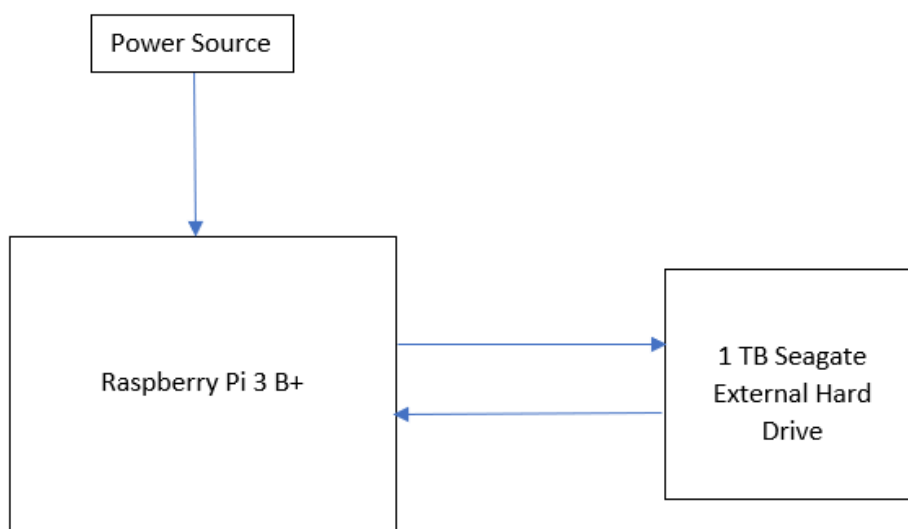 Power Source
Raspberry Pi 3 B+
1 TB Seagate
External Hard
Drive